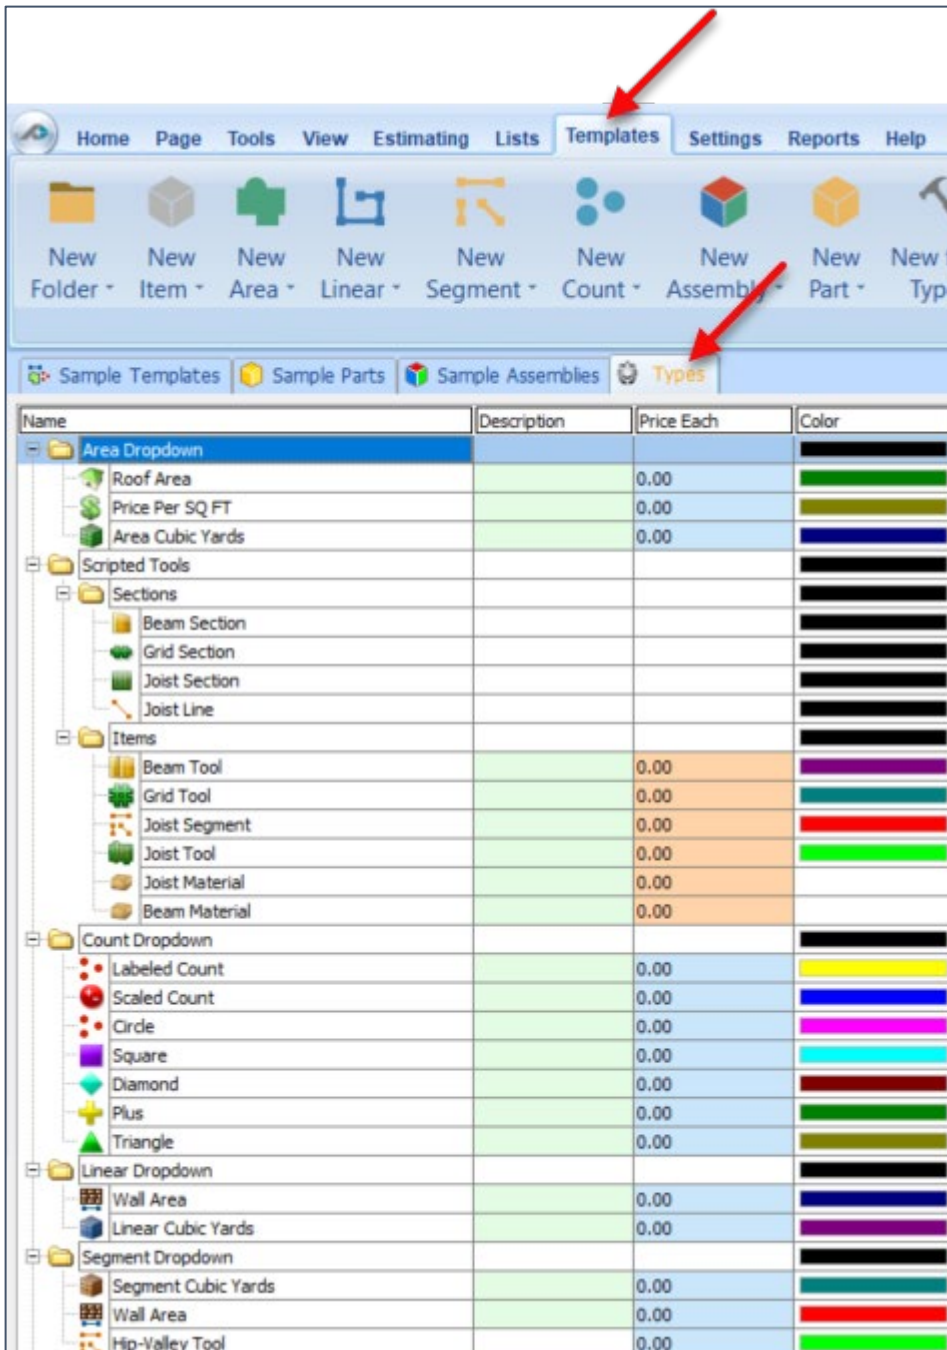 Home Page Tools View Estimating Lists Templates Settings Reports Help
New New New New New New New New New
Folder Item Area Linear Segment Count Assembly Part
Sample Templates Sample Parts Sample Assemblies Types
Name Description Price Each Color
Area Dropdown
Roof Area 0.00
Price Per SQ FT 0.00
Area Cubic Yards 0.00
Scripted Tools
Sections
Beam Section
Grid Section
Joist Section
Joist Line
Items
Beam Tool 0.00
Grid Tool 0.00
Joist Segment 0.00
Joist Tool 0.00
Joist Material 0.00
Beam Material 0.00
Count Dropdown
Labeled Count 0.00
Scaled Count 0.00
Circle 0.00
Square 0.00
Diamond 0.00
Plus 0.00
Triangle 0.00
Linear Dropdown
Wall Area 0.00
Linear Cubic Yards 0.00
Segment Dropdown
Segment Cubic Yards 0.00
Wall Area 0.00
Hip-Valley Tool 0.00